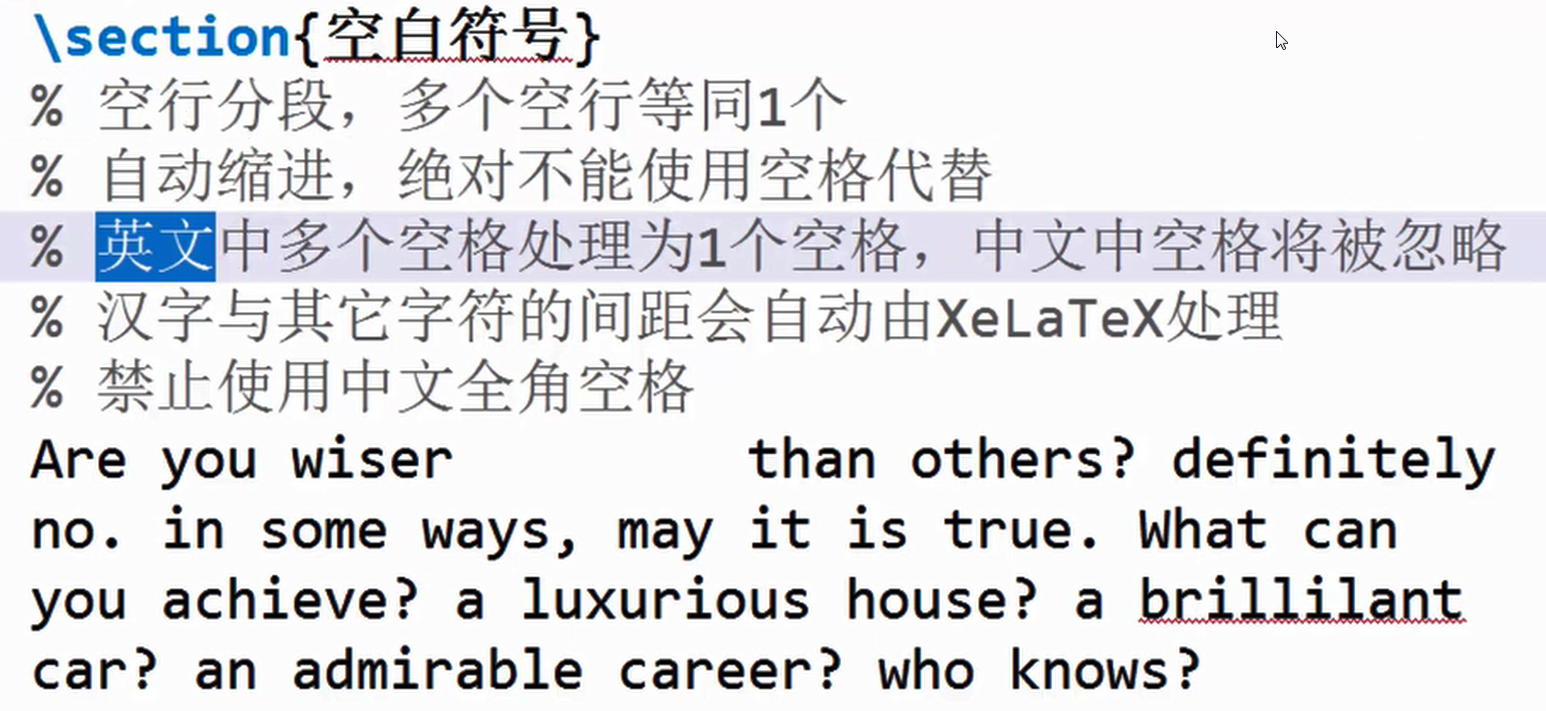 \section{空白符号}
% 空行分段，多个空行等同1个
% 自动缩进，绝对不能使用空格代替
% 英文中多个空格处理为1个空格，中文中空格将被忽略
% 汉字与其它字符的间距会自动由XeLaTeX处理
% 禁止使用中文全角空格
Are you wiser         than others? definitely
no. in some ways, may it is true. What can
you achieve? a luxurious house? a brillilant
car? an admirable career? who knows?